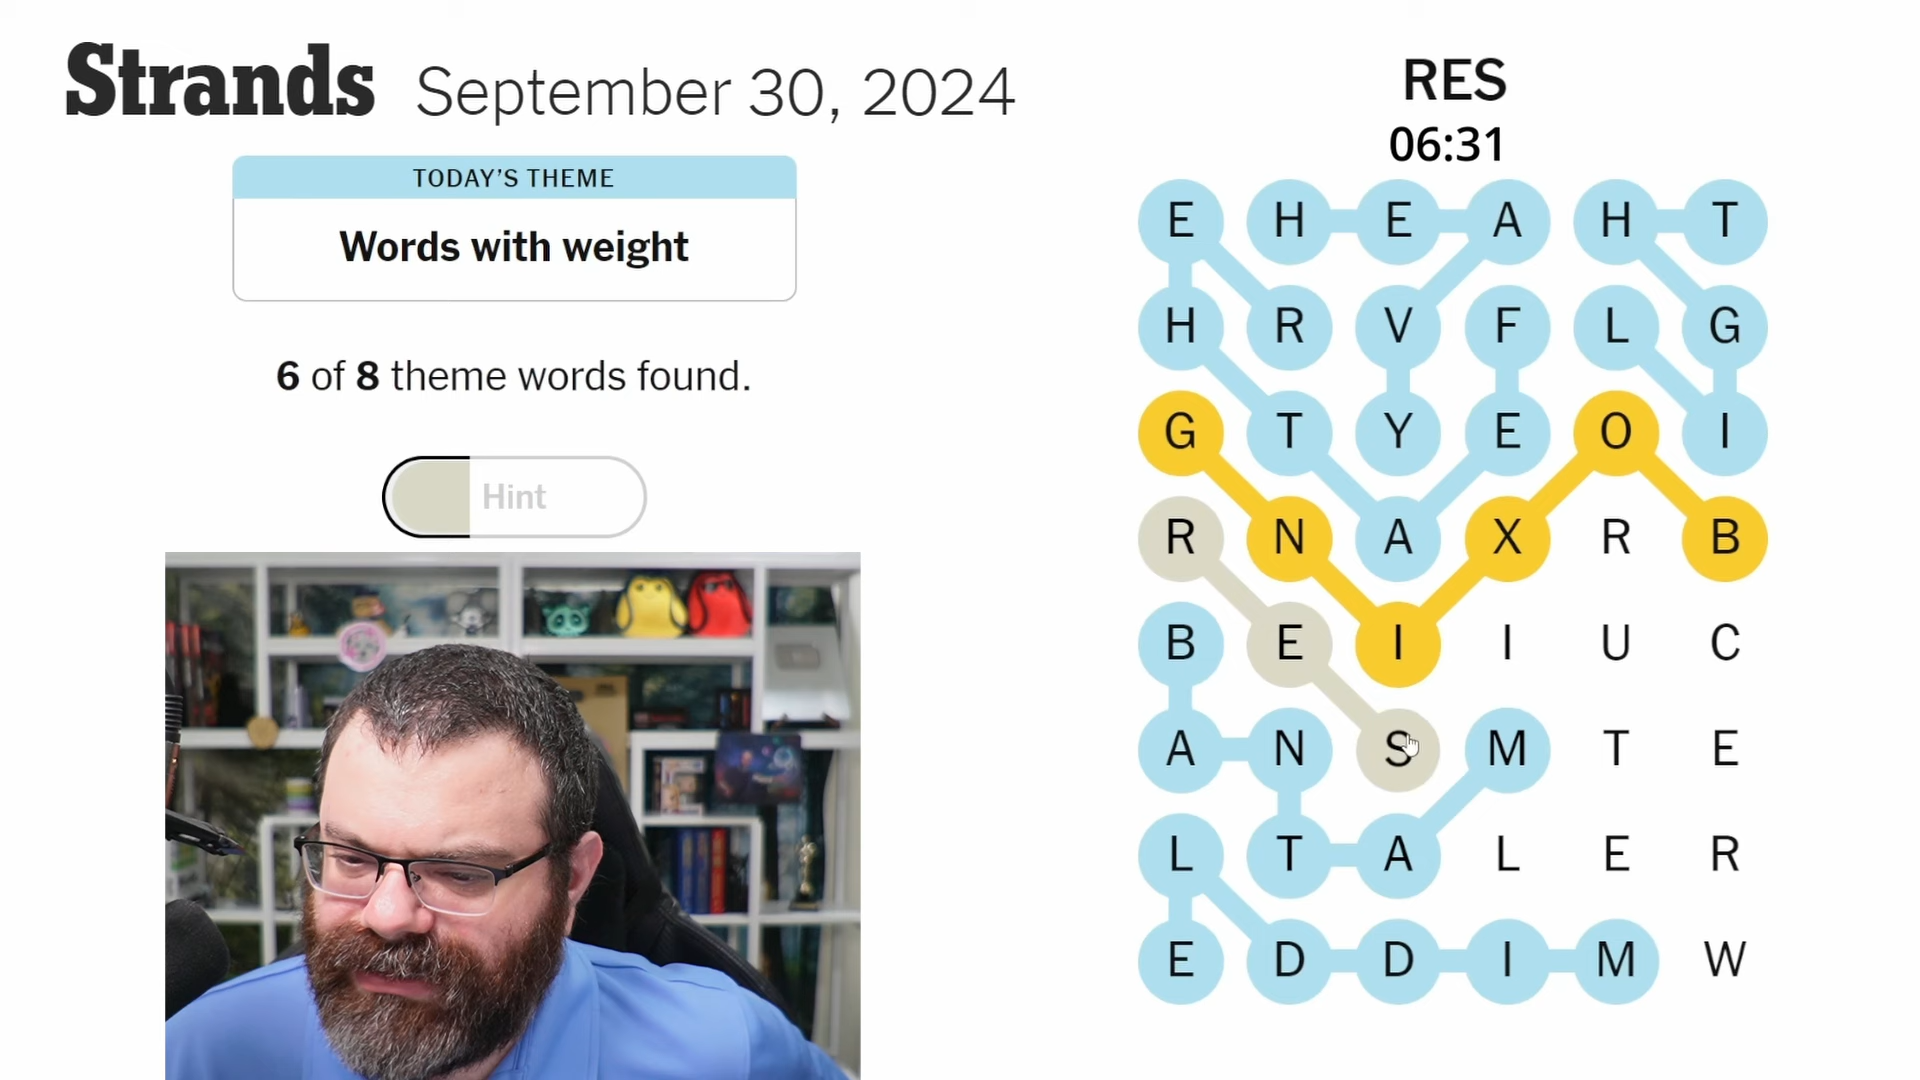 Strands September 30, 2024
TODAY'S THEME
Words with weight
6 of 8 theme words found.
Hint
RES
06:31
E H E A H T
H R V F L G
G T Y E O I
R N A X R B
B E I I U C
A N S M T E
L T A L E R
E D D I M W